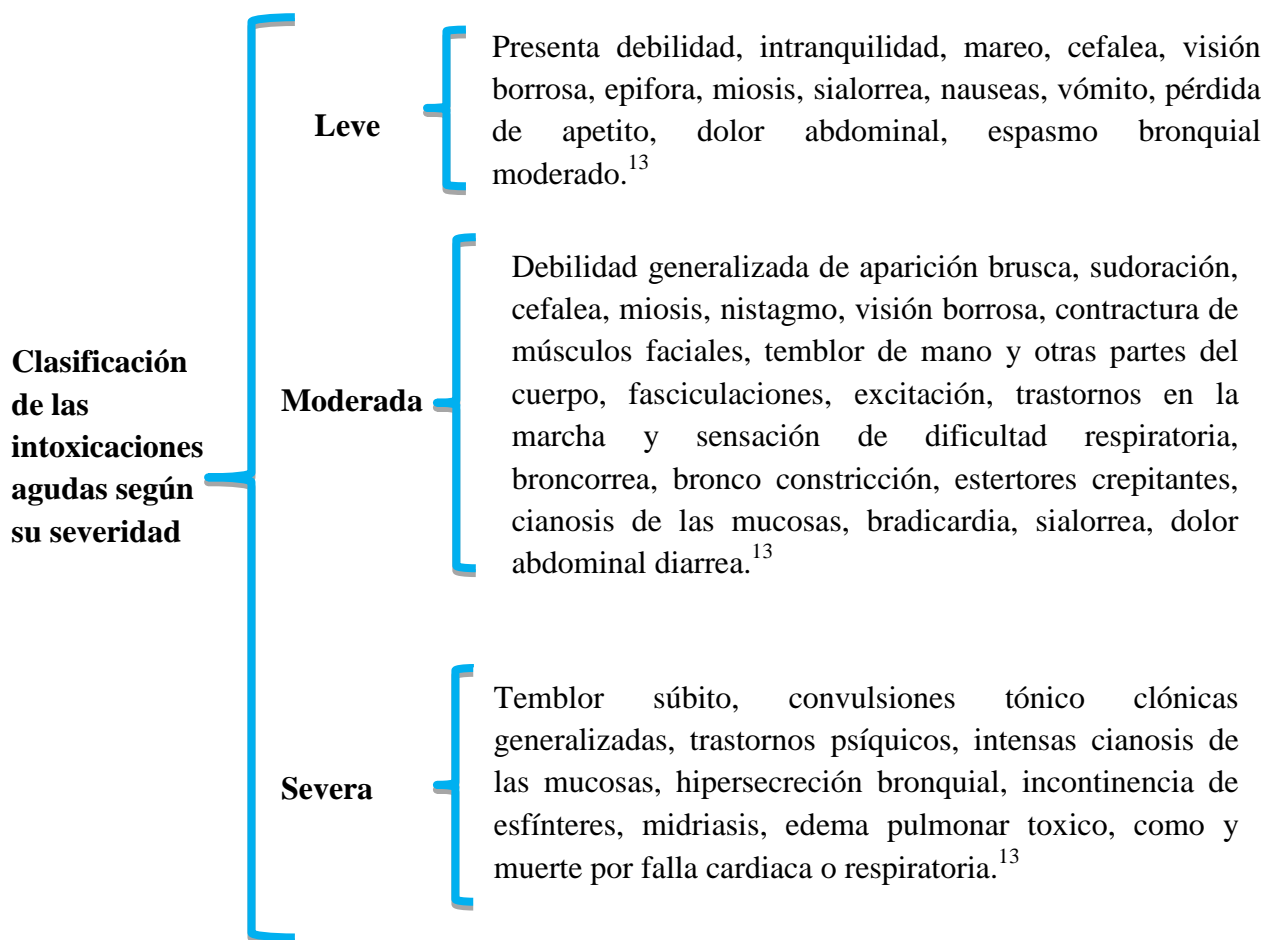 Clasificación
de las
intoxicaciones
agudas según
su severidad
Leve
Presenta debilidad, intranquilidad, mareo, cefalea, visión
borrosa, epifora, miosis, sialorrea, nauseas, vómito, pérdida
de apetito, dolor abdominal, espasmo bronquial
moderado.13
Moderada
Debilidad generalizada de aparición brusca, sudoración,
cefalea, miosis, nistagmo, visión borrosa, contractura de
músculos faciales, temblor de mano y otras partes del
cuerpo, fasciculaciones, excitación, trastornos en la
marcha y sensación de dificultad respiratoria,
broncorrea, bronco constricción, estertores crepitantes,
cianosis de las mucosas, bradicardia, sialorrea, dolor
abdominal diarrea.13
Severa
Temblor súbito, convulsiones tónico clónicas
generalizadas, trastornos psíquicos, intensas cianosis de
las mucosas, hipersecreción bronquial, incontinencia de
esfínteres, midriasis, edema pulmonar toxico, como y
muerte por falla cardiaca o respiratoria.13